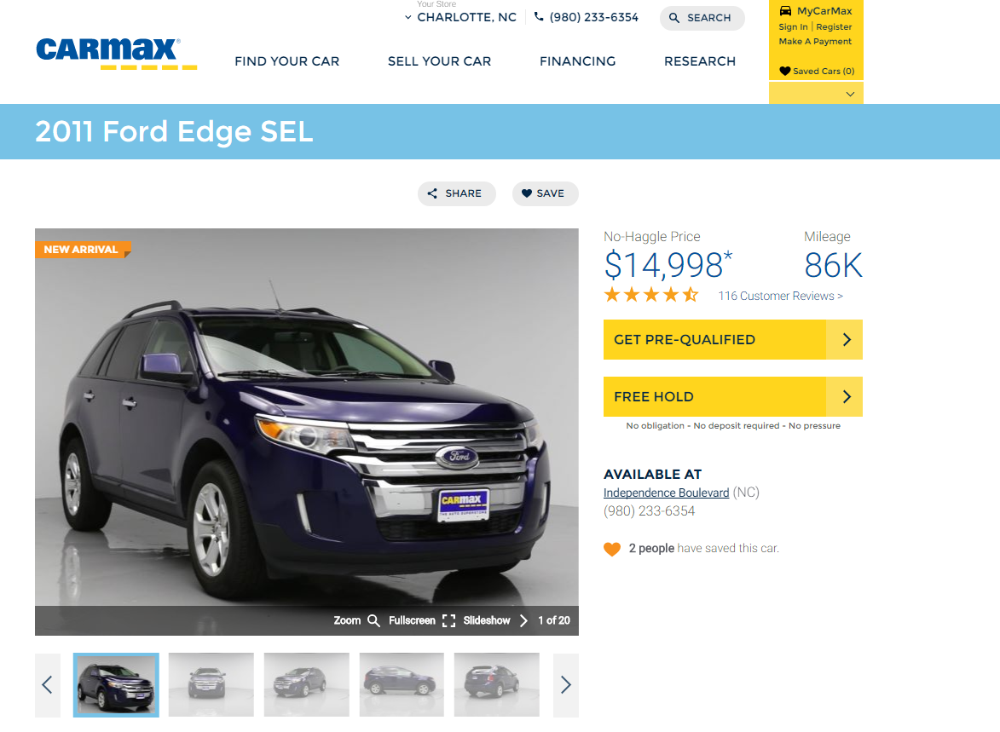 Your Store
CHARLOTTE, NC
(980) 233-6354
SEARCH
MyCarMax
Sign In | Register
Make A Payment
Saved Cars (0)
CARMAX®
FIND YOUR CAR
SELL YOUR CAR
FINANCING
RESEARCH
2011 Ford Edge SEL
SHARE
SAVE
NEW ARRIVAL
Ford
CARMAX
THE AUTO SUPERSTORE
Zoom
Fullscreen
Slideshow
1 of 20
No-Haggle Price
$14,998*
Mileage
86K
116 Customer Reviews >
GET PRE-QUALIFIED
FREE HOLD
No obligation - No deposit required - No pressure
AVAILABLE AT
Independence Boulevard (NC)
(980) 233-6354
2 people have saved this car.